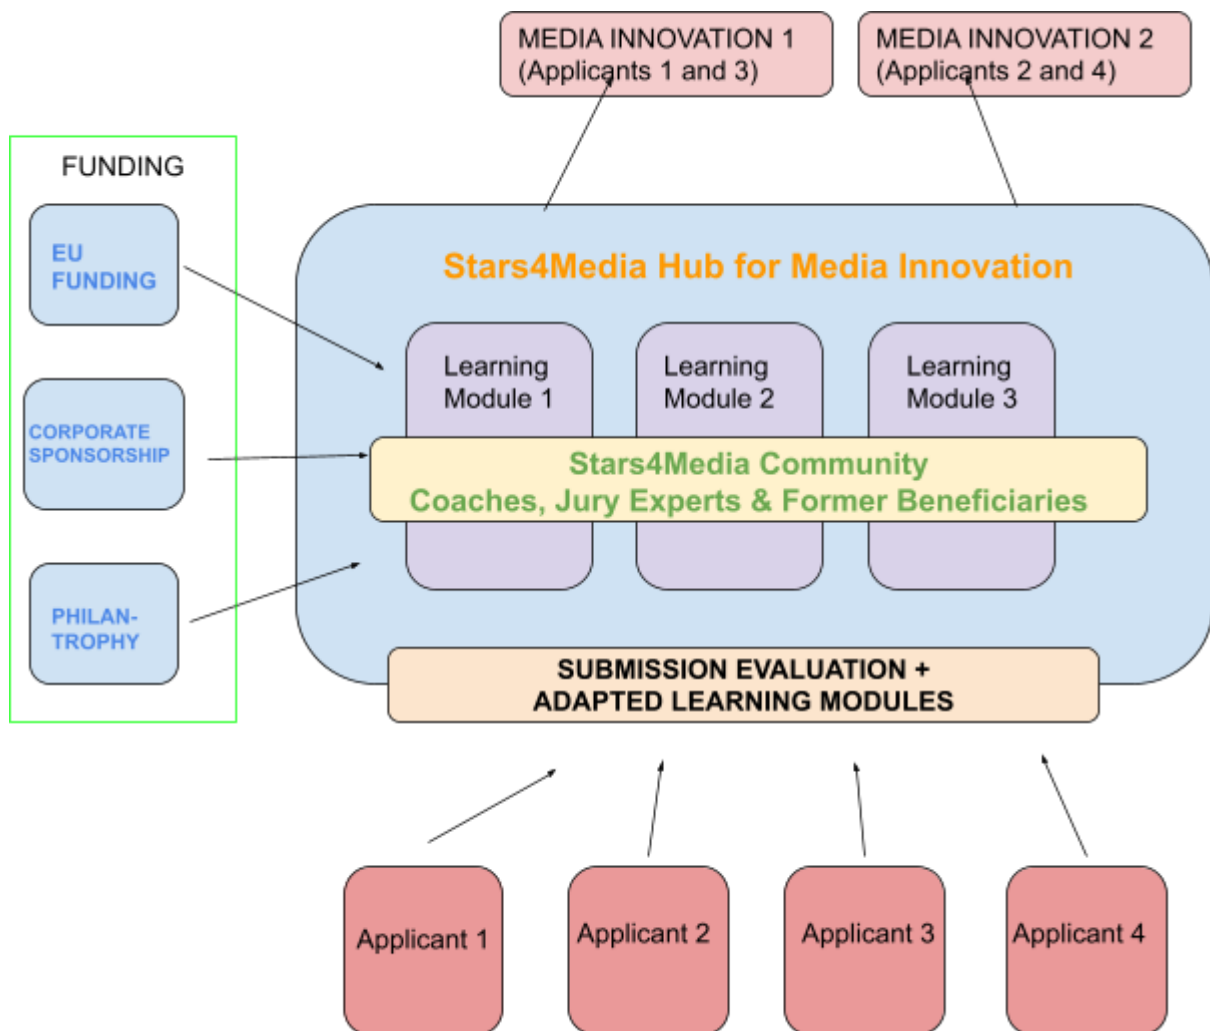 MEDIA INNOVATION 1
(Applicants 1 and 3)
MEDIA INNOVATION 2
(Applicants 2 and 4)
FUNDING
EU
FUNDING
CORPORATE
SPONSORSHIP
PHILAN-
TROPHY
Stars4Media Hub for Media Innovation
Learning
Module 1
Learning
Module 2
Learning
Module 3
Stars4Media Community
Coaches, Jury Experts & Former Beneficiaries
SUBMISSION EVALUATION +
ADAPTED LEARNING MODULES
Applicant 1
Applicant 2
Applicant 3
Applicant 4